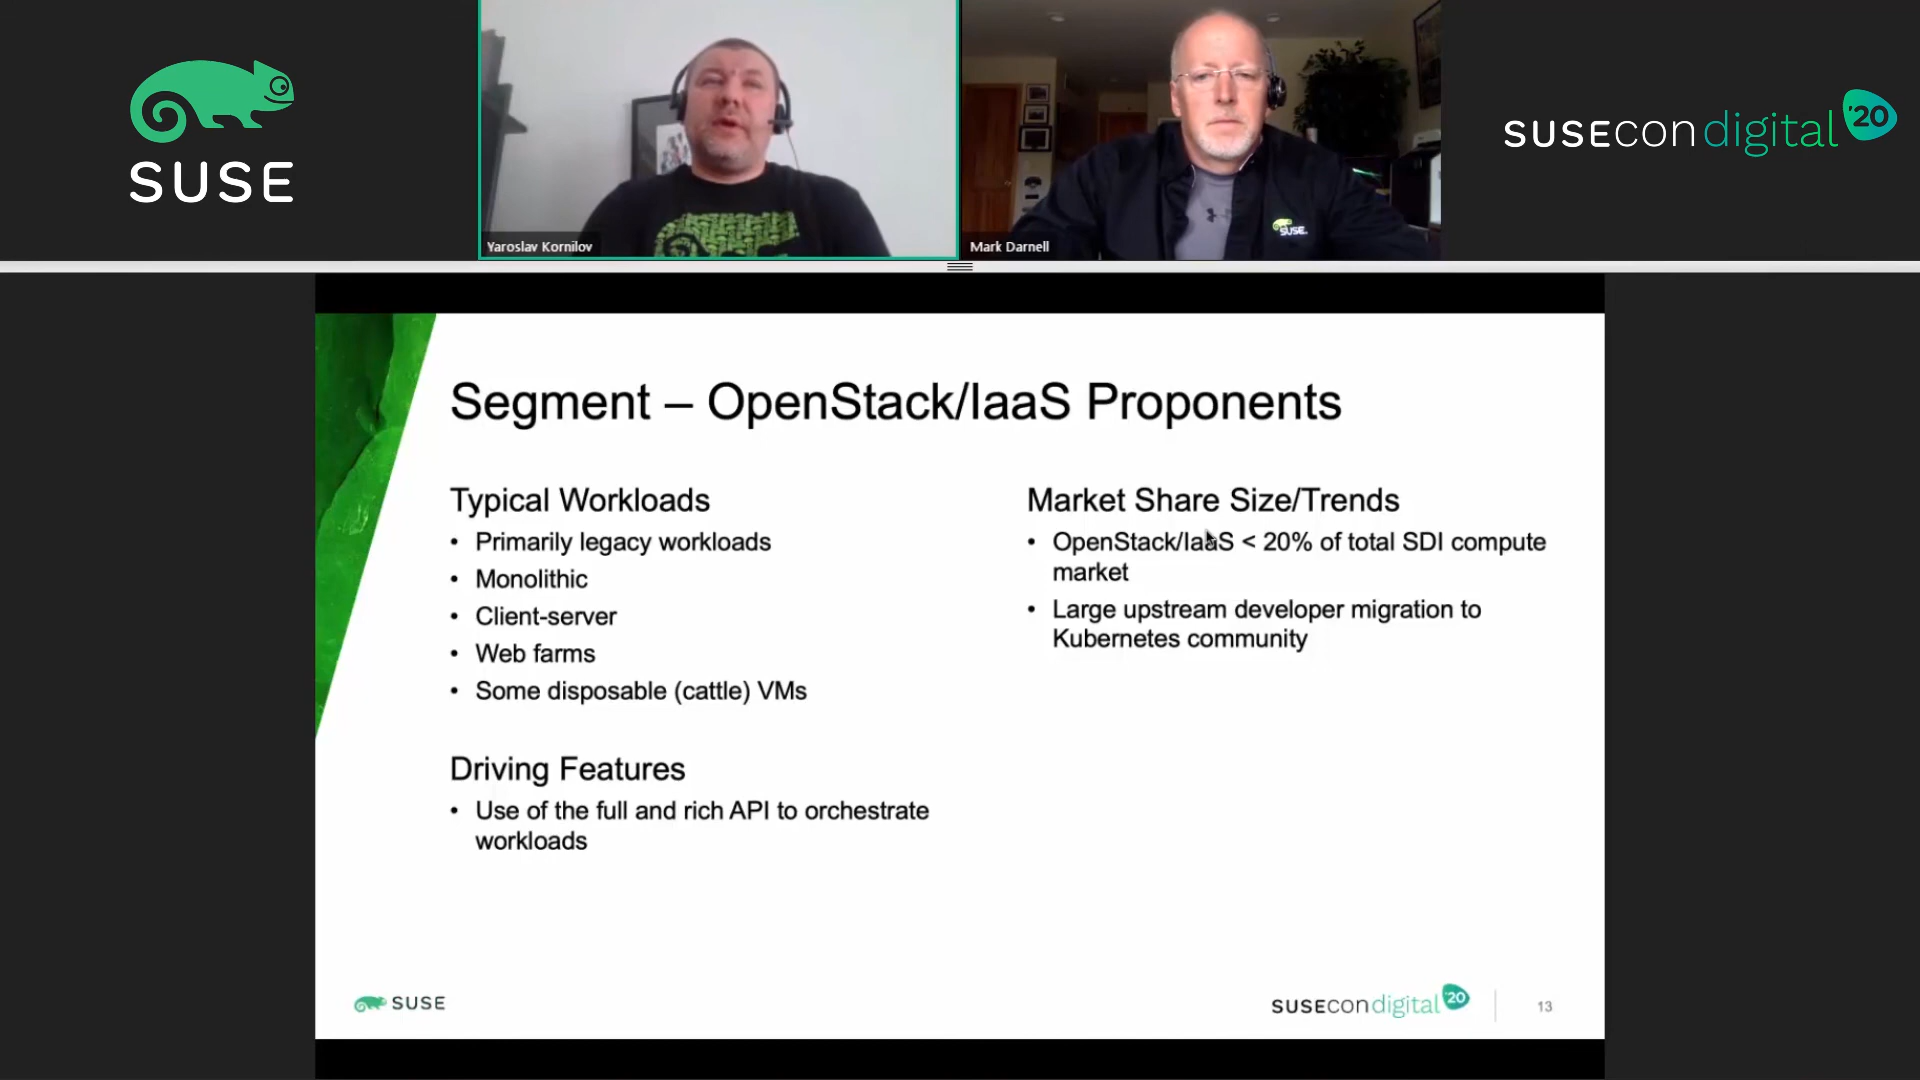 SUSE
Yaroslav Kornilov
Mark Darnell
SUSE.
SUSECON digital '20
Segment – OpenStack/IaaS Proponents
Typical Workloads
• Primarily legacy workloads
• Monolithic
• Client-server
• Web farms
• Some disposable (cattle) VMs
Driving Features
• Use of the full and rich API to orchestrate
workloads
Market Share Size/Trends
• OpenStack/IaaS < 20% of total SDI compute
market
• Large upstream developer migration to
Kubernetes community
SUSE
SUSECON digital '20
13